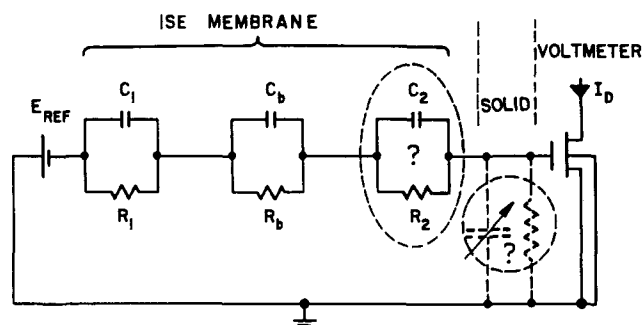 ISE MEMBRANE
VOLTMETER
SOLID
E_REF
C_1
C_b
C_2
I_D
?
R_1
R_b
R_2
?